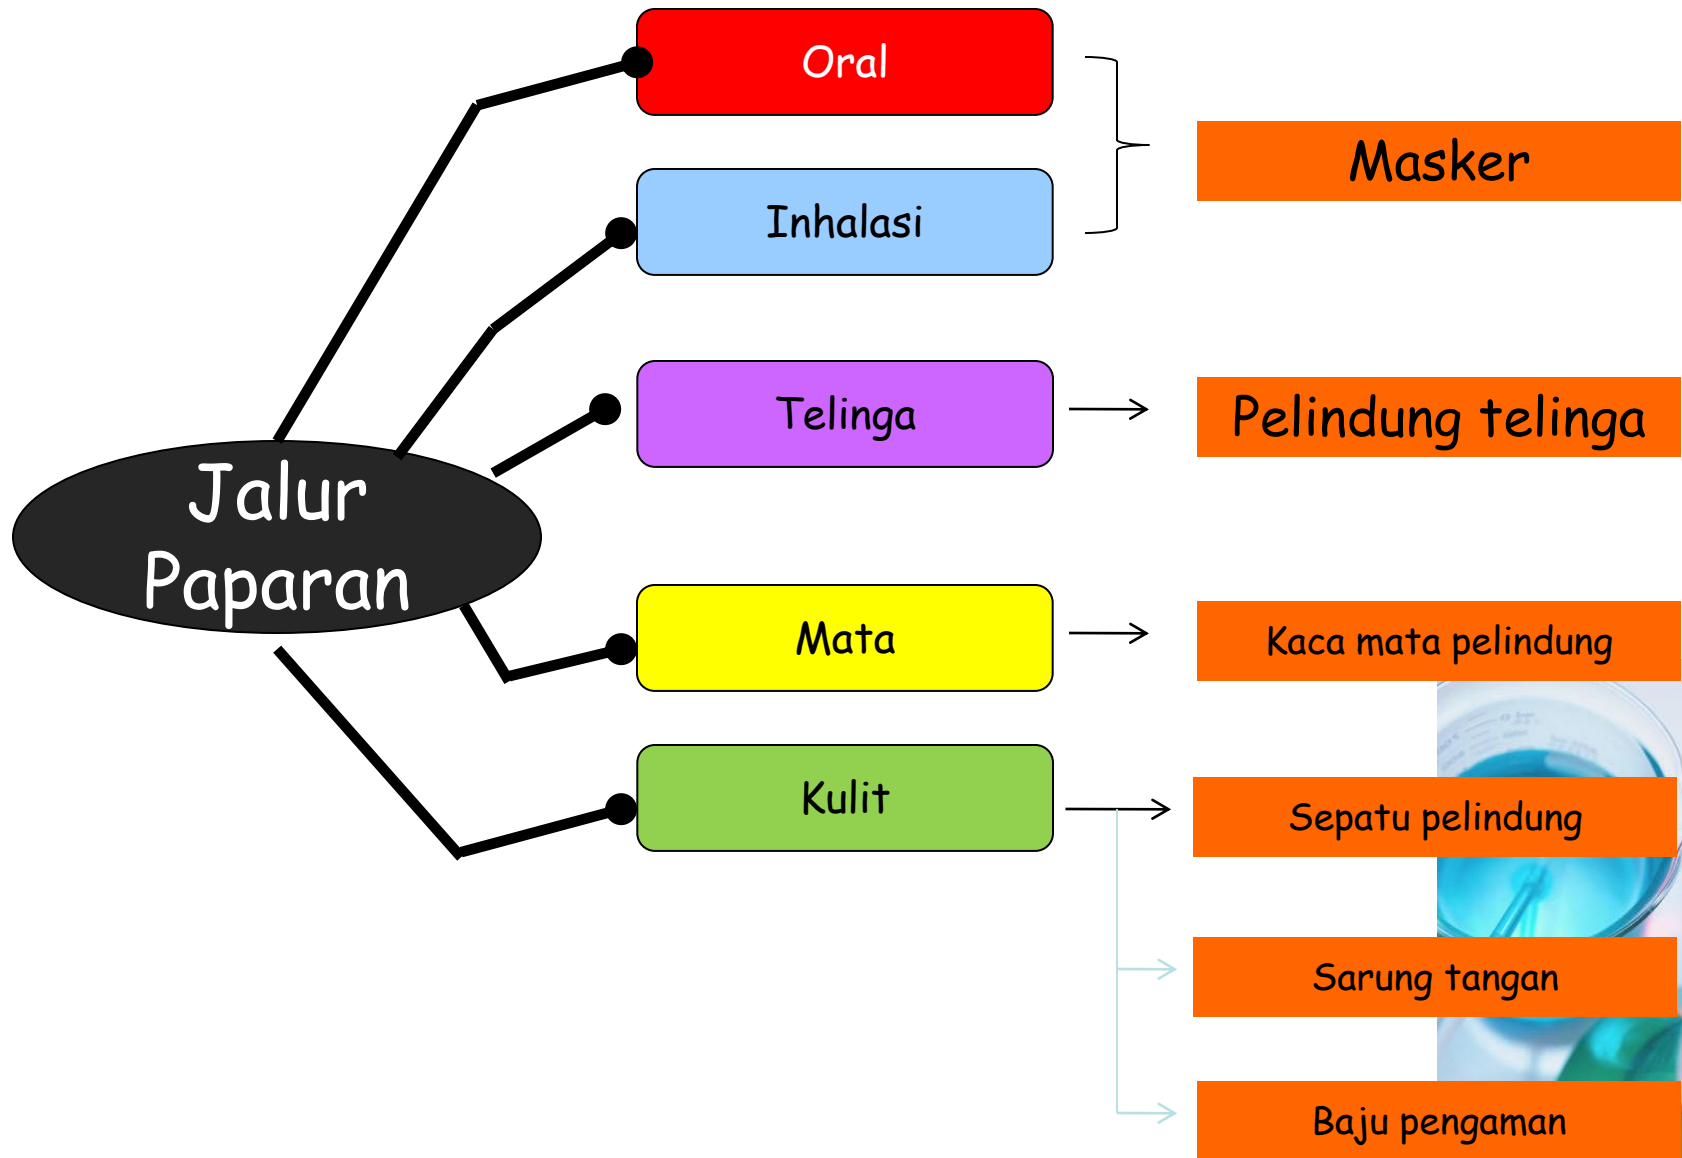 Oral
Masker
Inhalasi
Telinga
Pelindung telinga
Jalur
Paparan
Mata
Kaca mata pelindung
Kulit
Sepatu pelindung
Sarung tangan
Baju pengaman